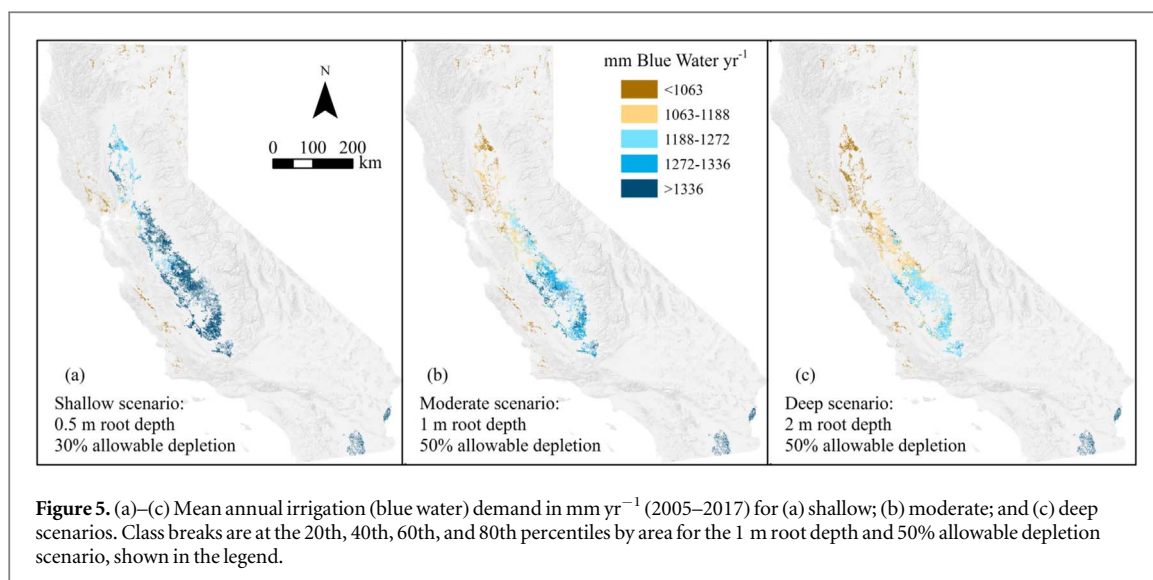 N
0 100 200
km
mm Blue Water yr⁻¹
<1063
1063-1188
1188-1272
1272-1336
>1336
(a)
Shallow scenario:
0.5 m root depth
30% allowable depletion
(b)
Moderate scenario:
1 m root depth
50% allowable depletion
(c)
Deep scenario:
2 m root depth
50% allowable depletion
Figure 5. (a)–(c) Mean annual irrigation (blue water) demand in mm yr⁻¹ (2005–2017) for (a) shallow; (b) moderate; and (c) deep
scenarios. Class breaks are at the 20th, 40th, 60th, and 80th percentiles by area for the 1 m root depth and 50% allowable depletion
scenario, shown in the legend.